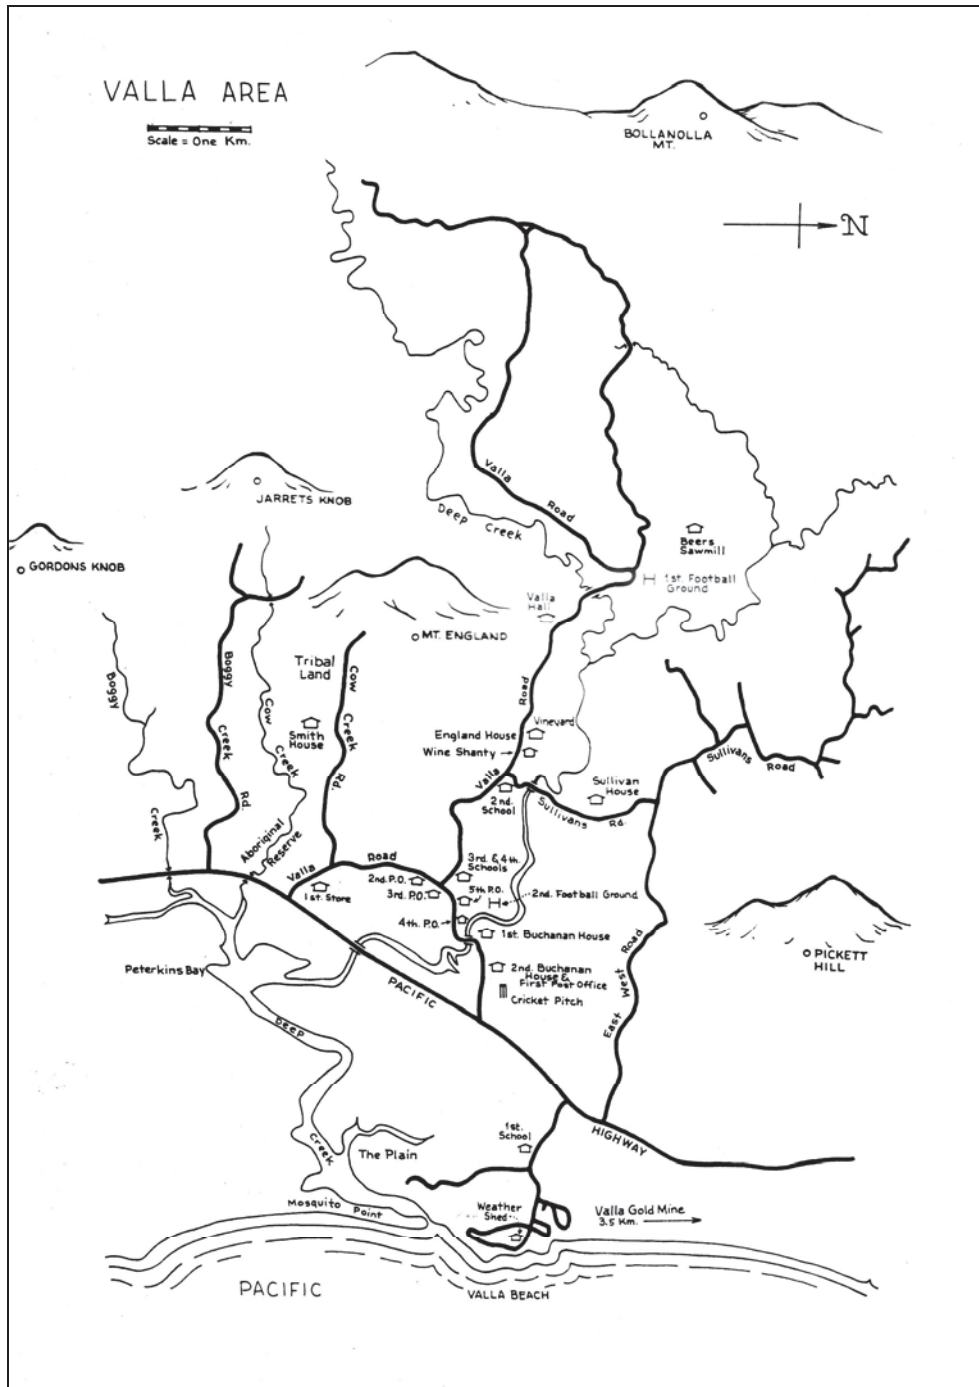 VALLA AREA
Scale = One Km.
BOLLANOLLA
MT.
N
Valla
Road
Deep Creek
JARRETS KNOB
GORDONS KNOB
Beers
Sawmill
1st. Football
Ground
Valla
Hall
MT. ENGLAND
Tribal
Land
Boggy
Creek
Boggy
Creek
Rd.
Cow
Creek
Smith
House
Cow
Creek
Rd.
Road
Vineyard
England House
Wine Shanty
Valla
2nd.
School
Sullivans
Rd.
Sullivan
House
Sullivans
Road
Aboriginal
Reserve
Valla
Road
1st. Store
2nd. P.O.
3rd. P.O.
3rd. & 4th.
Schools
5th P.O.
2nd. Football Ground
4th. P.O.
1st. Buchanan House
2nd. Buchanan
House &
First Post Office
Cricket Pitch
East
West
Road
PICKETT
HILL
Peterkins Bay
PACIFIC
HIGHWAY
Deep
Creek
1st.
School
The Plain
Mosquito Point
Weather
Shed
Valla Gold Mine
3.5 Km.
PACIFIC
VALLA BEACH